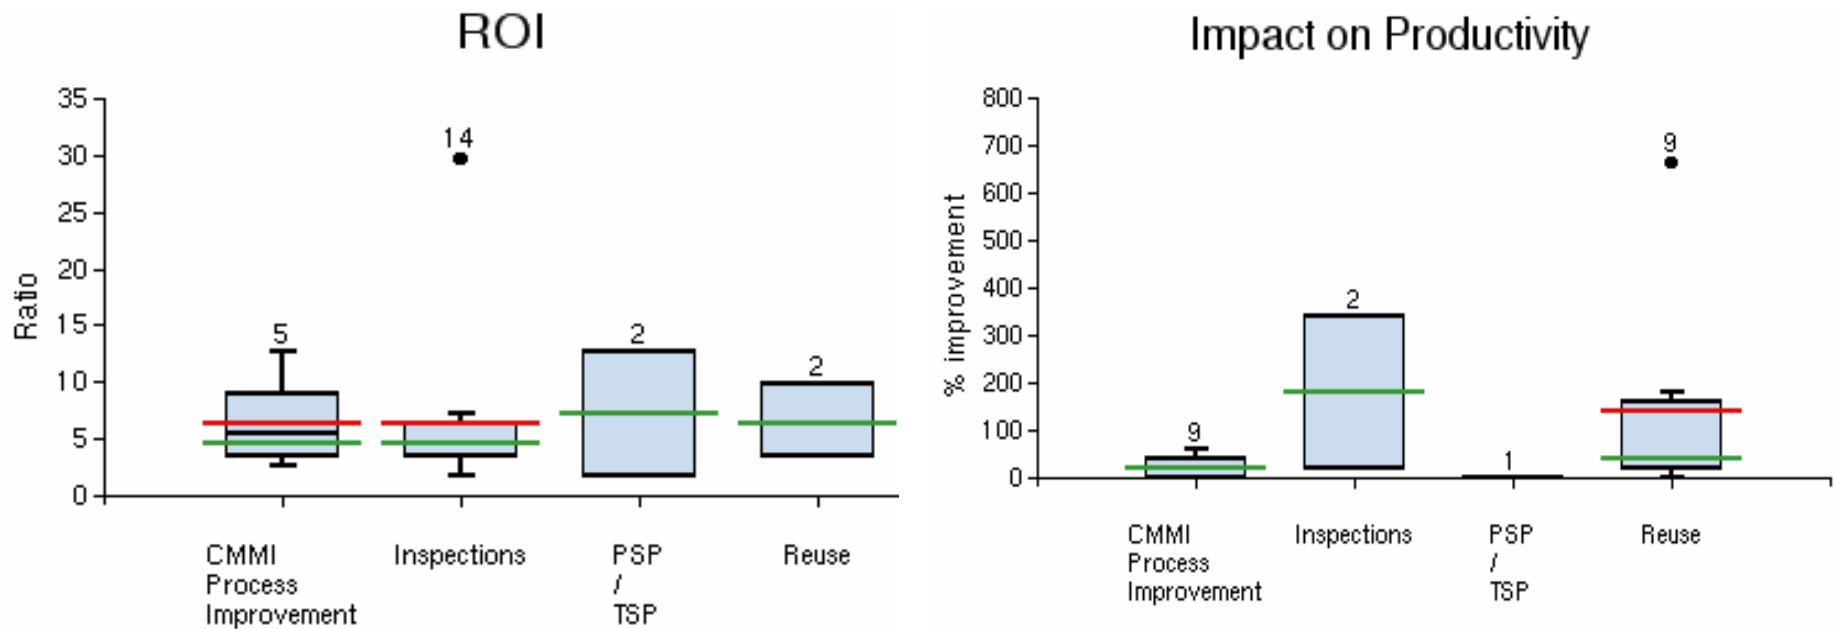 ROI
Ratio
35
30
25
20
15
10
5
0
14
5
2
2
CMMI
Process
Improvement
Inspections
PSP
/
TSP
Reuse
Impact on Productivity
% improvement
800
700
600
500
400
300
200
100
0
9
2
1
9
CMMI
Process
Improvement
Inspections
PSP
/
TSP
Reuse